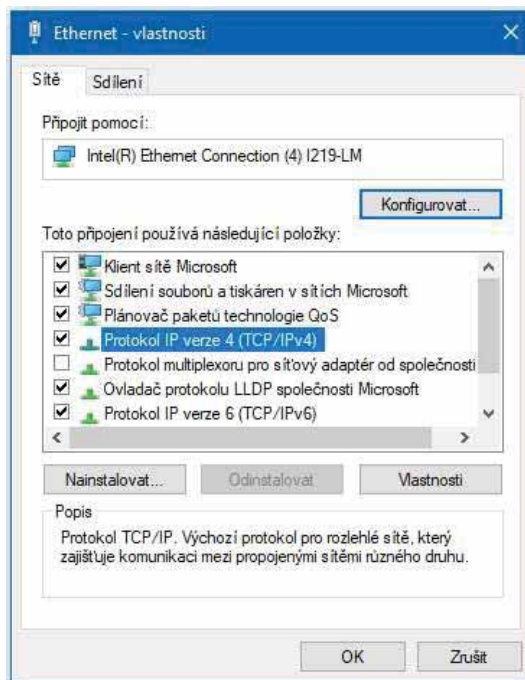 Ethernet - vlastnosti
Sítě
Sdílení
Připojit pomocí:
Intel(R) Ethernet Connection (4) I219-LM
Konfigurovat...
Toto připojení používá následující položky:
Klient sítě Microsoft
Sdílení souborů a tiskáren v sítích Microsoft
Plánovač paketů technologie QoS
Protokol IP verze 4 (TCP/IPv4)
Protokol multiplexoru pro síťový adaptér od společnosti
Ovladač protokolu LLDP společnosti Microsoft
Protokol IP verze 6 (TCP/IPv6)
Nainstalovat...
Odinstalovat
Vlastnosti
Popis
Protokol TCP/IP. Výchozí protokol pro rozlehlé sítě, který
zajišťuje komunikaci mezi propojenými sítěmi různého druhu.
OK
Zrušit